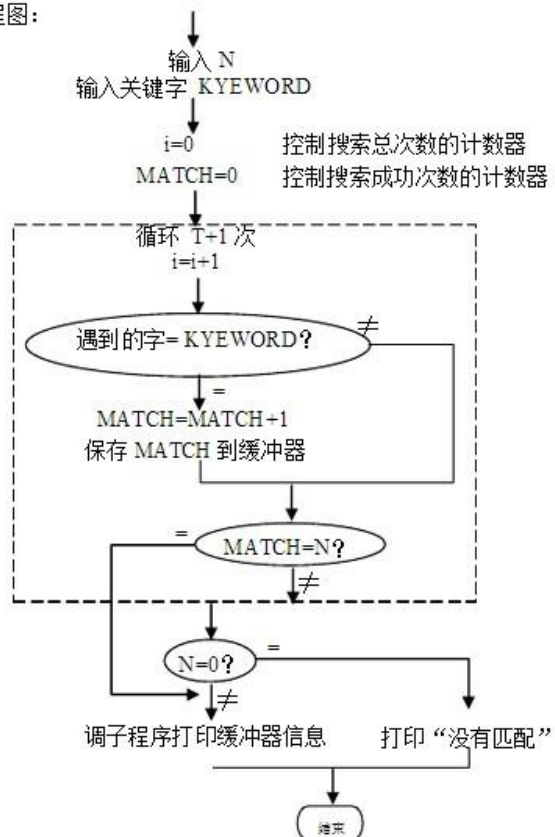 程图：
输入 N
输入关键字 KYEWORD
i=0 控制搜索总次数的计数器
MATCH=0 控制搜索成功次数的计数器
循环 T+1 次
i=i+1
遇到的字= KYEWORD？
≠
=
MATCH=MATCH+1
保存 MATCH 到缓冲器
=
MATCH=N？
≠
N=0？
=
≠
调子程序打印缓冲器信息
打印“没有匹配”
结束